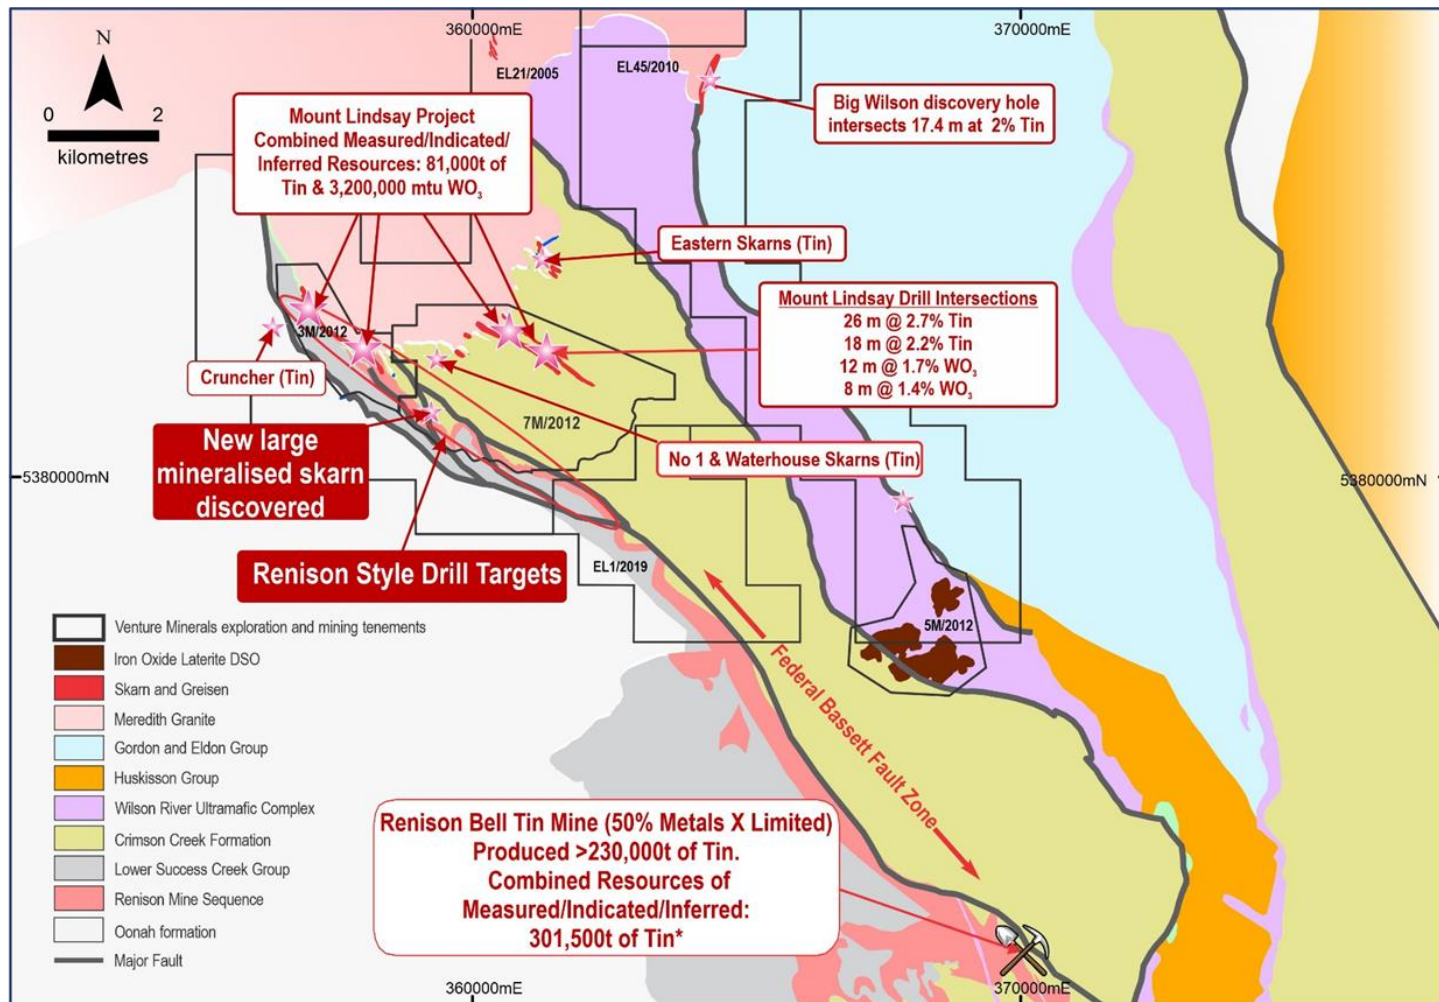 360000mE
370000mE
N
0 2
kilometres
EL21/2005
EL45/2010
Mount Lindsay Project
Combined Measured/Indicated/
Inferred Resources: 81,000t of
Tin & 3,200,000 mtu WO₃
Big Wilson discovery hole
intersects 17.4 m at 2% Tin
Eastern Skarns (Tin)
Mount Lindsay Drill Intersections
26 m @ 2.7% Tin
18 m @ 2.2% Tin
12 m @ 1.7% WO₃
8 m @ 1.4% WO₃
3M/2012
Cruncher (Tin)
7M/2012
New large
mineralised skarn
discovered
No 1 & Waterhouse Skarns (Tin)
5380000mN
5380000mN
Renison Style Drill Targets
EL1/2019
5M/2012
Federal Bassett Fault Zone
Venture Minerals exploration and mining tenements
Iron Oxide Laterite DSO
Skarn and Greisen
Meredith Granite
Gordon and Eldon Group
Huskisson Group
Wilson River Ultramafic Complex
Crimson Creek Formation
Lower Success Creek Group
Renison Mine Sequence
Oonah formation
Major Fault
Renison Bell Tin Mine (50% Metals X Limited)
Produced >230,000t of Tin.
Combined Resources of
Measured/Indicated/Inferred:
301,500t of Tin*
360000mE
370000mE